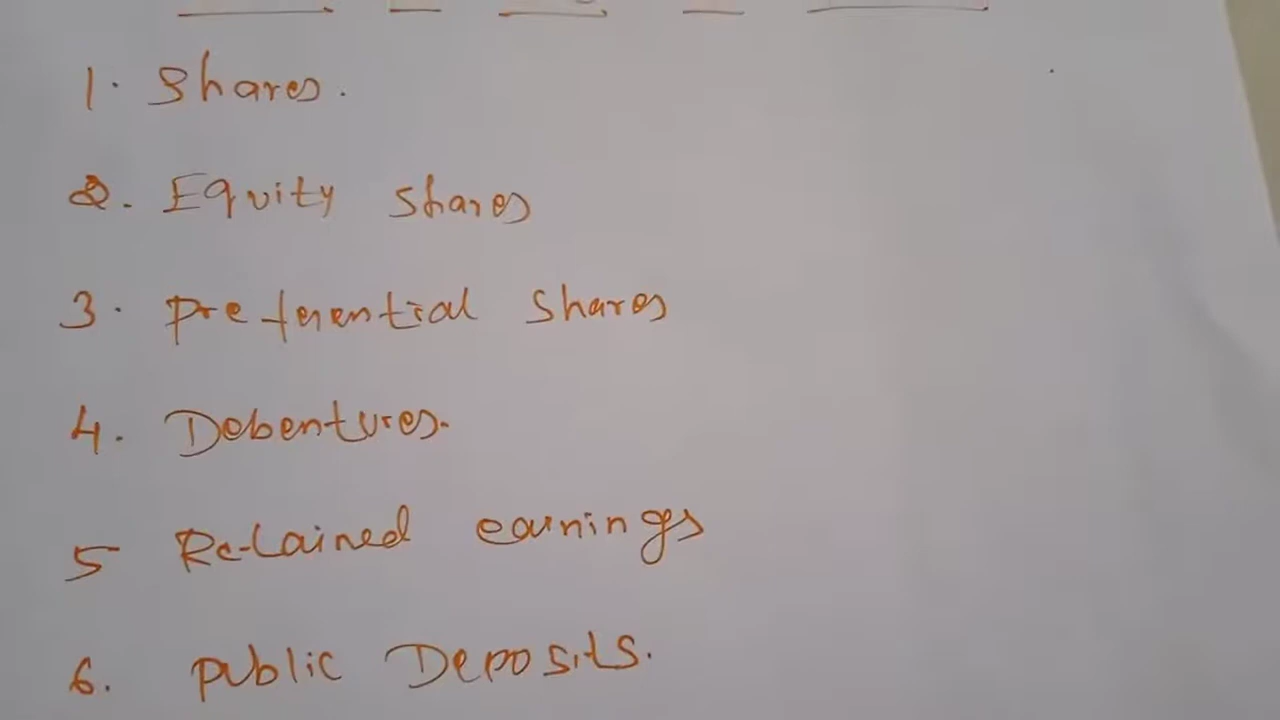 1. Shares.
2. Equity shares
3. Preferential shares
4. Debentures.
5 Retained earnings
6. Public Deposits.